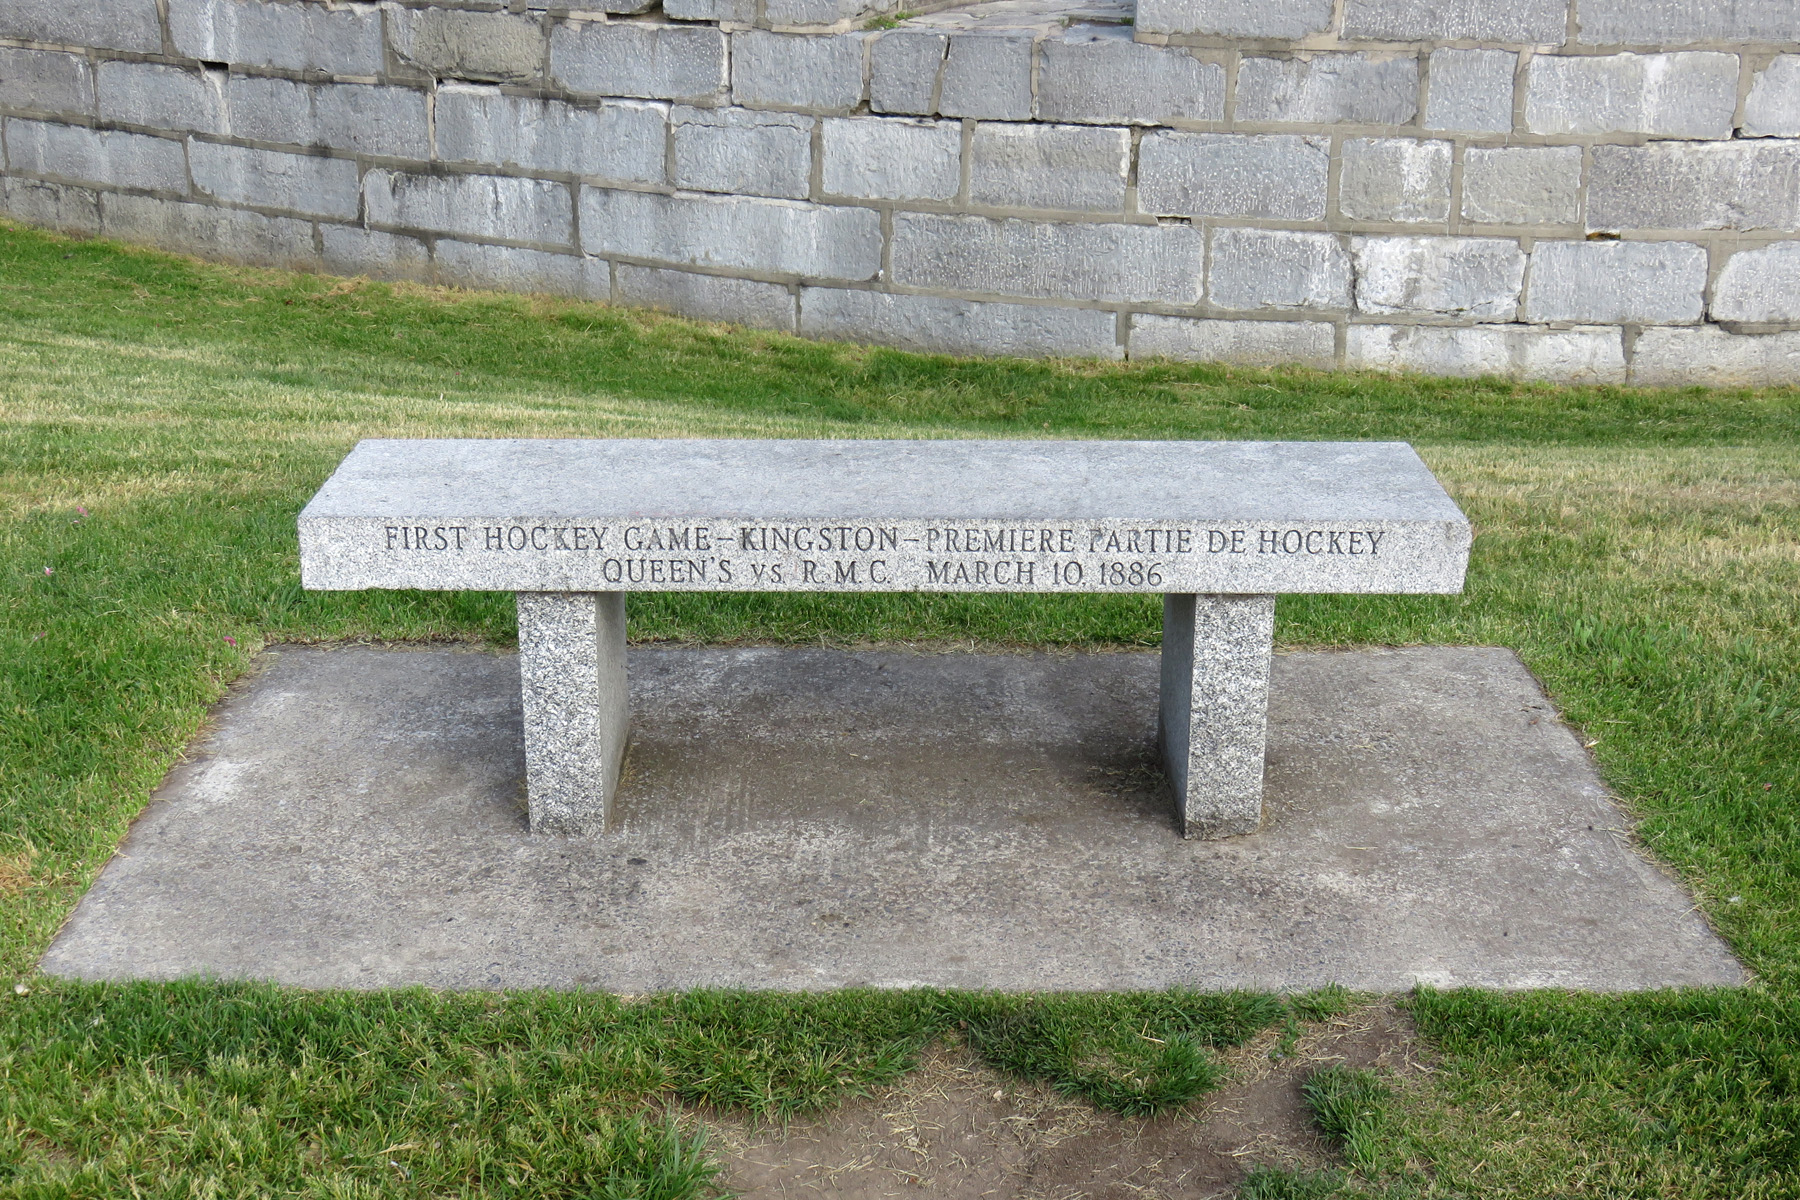 FIRST HOCKEY GAME–KINGSTON–PREMIERE PARTIE DE HOCKEY
QUEEN'S vs. R.M.C. MARCH 10. 1886